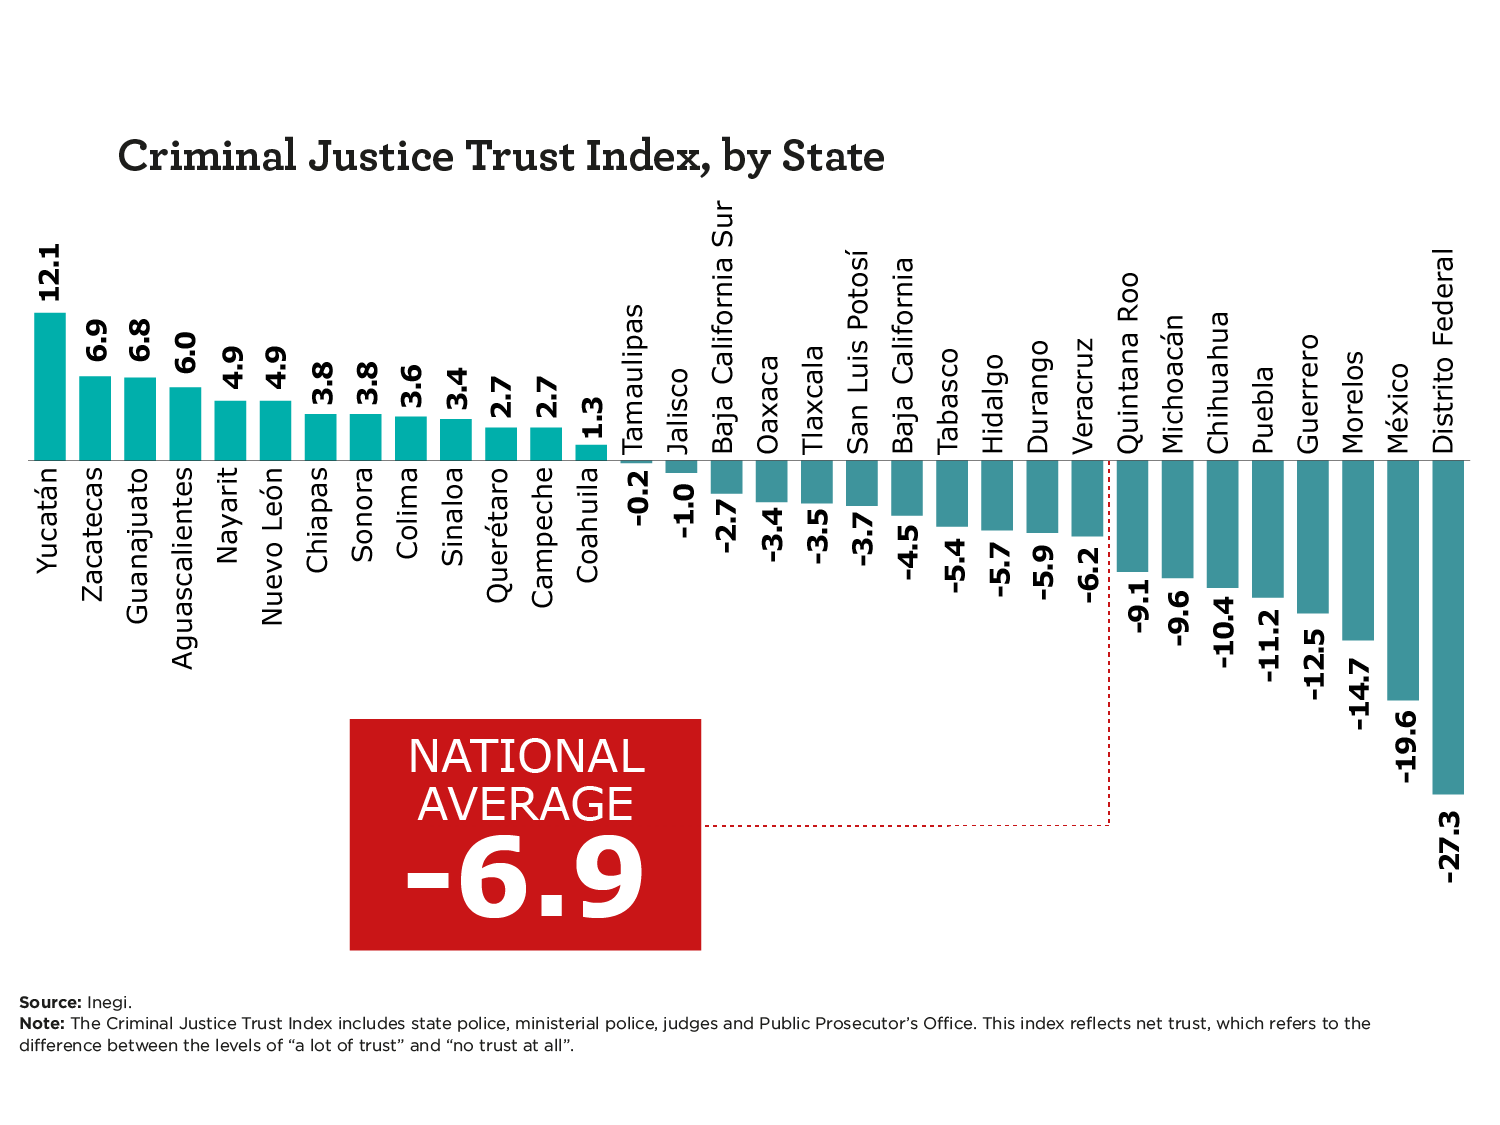 Criminal Justice Trust Index, by State
12.1
6.9
6.8
6.0
4.9
4.9
3.8
3.8
3.6
3.4
2.7
2.7
1.3
Tamaulipas
Jalisco
Baja California Sur
Oaxaca
Tlaxcala
San Luis Potosí
Baja California
Tabasco
Hidalgo
Durango
Veracruz
Quintana Roo
Michoacán
Chihuahua
Puebla
Guerrero
Morelos
México
Distrito Federal
Yucatán
Zacatecas
Guanajuato
Aguascalientes
Nayarit
Nuevo León
Chiapas
Sonora
Colima
Sinaloa
Querétaro
Campeche
Coahuila
-0.2
-1.0
-2.7
-3.4
-3.5
-3.7
-4.5
-5.4
-5.7
-5.9
-6.2
-9.1
-9.6
-10.4
-11.2
-12.5
-14.7
-19.6
-27.3
NATIONAL
AVERAGE
-6.9
Source: Inegi.
Note: The Criminal Justice Trust Index includes state police, ministerial police, judges and Public Prosecutor’s Office. This index reflects net trust, which refers to the
difference between the levels of “a lot of trust” and “no trust at all”.